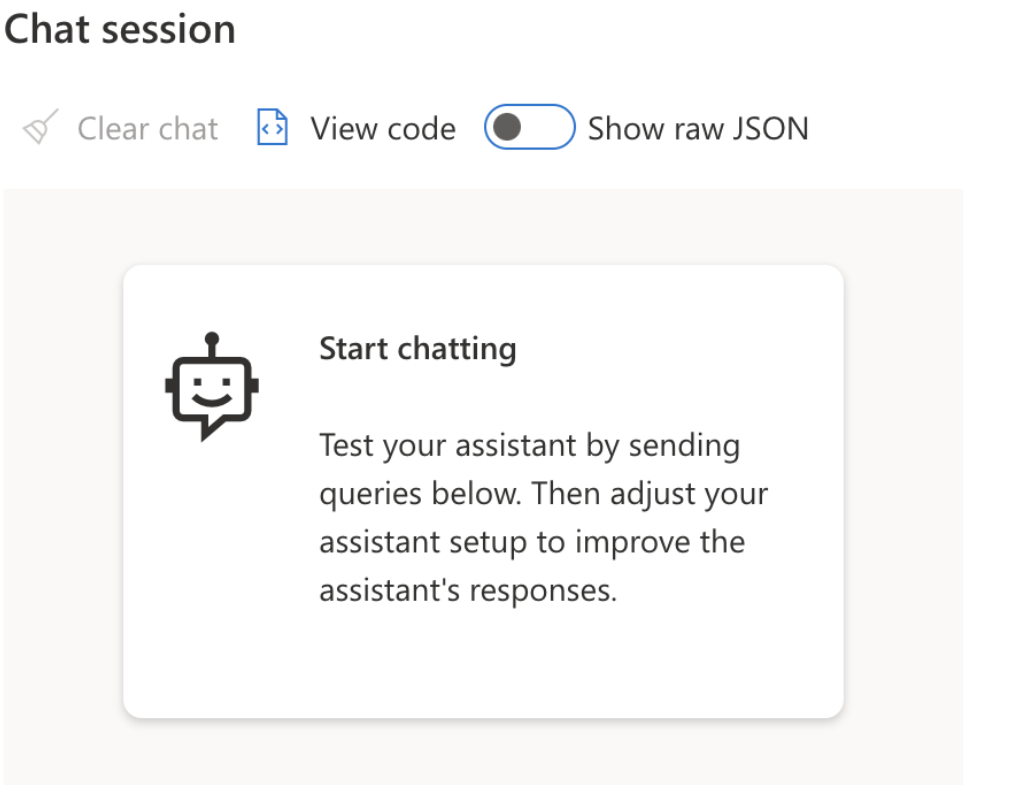 Chat session
Clear chat View code Show raw JSON
Start chatting
Test your assistant by sending
queries below. Then adjust your
assistant setup to improve the
assistant's responses.